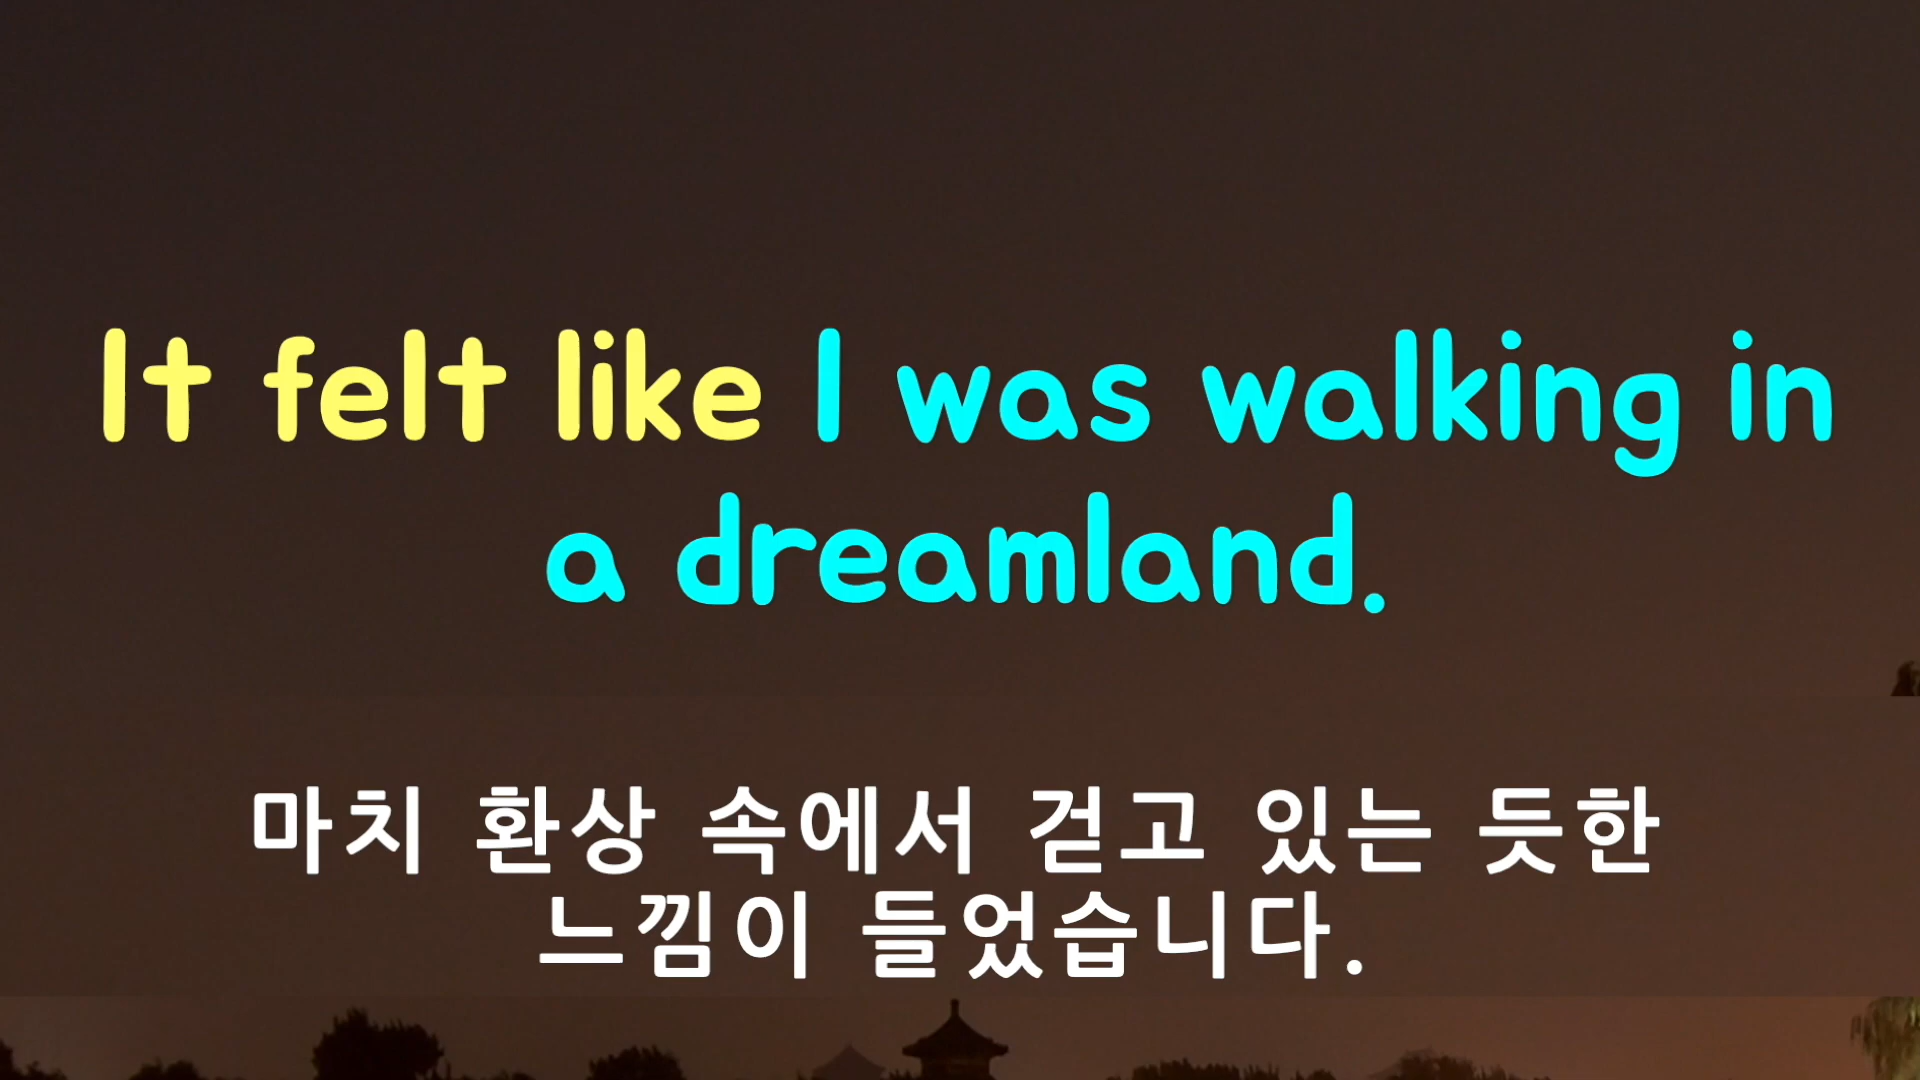 It felt like I was walking in
a dreamland.
마치 환상 속에서 걷고 있는 듯한
느낌이 들었습니다.